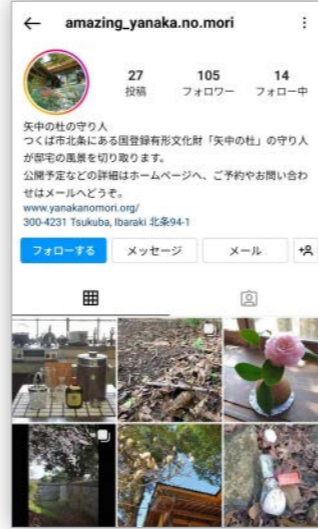 amazing_yanaka.no.mori
27
105
14
投稿
フォロワー
フォロー中
矢中の杜の守り人
つくば市北条にある国登録有形文化財「矢中の杜」の守り人
が邸宅の風景を切り取ります。
公開予定などの詳細はホームページへ、ご予約やお問い合わ
せはメールへどうぞ。
www.yanakanomori.org/
300-4231 Tsukuba, Ibaraki 北条94-1
フォローする
メッセージ
メール